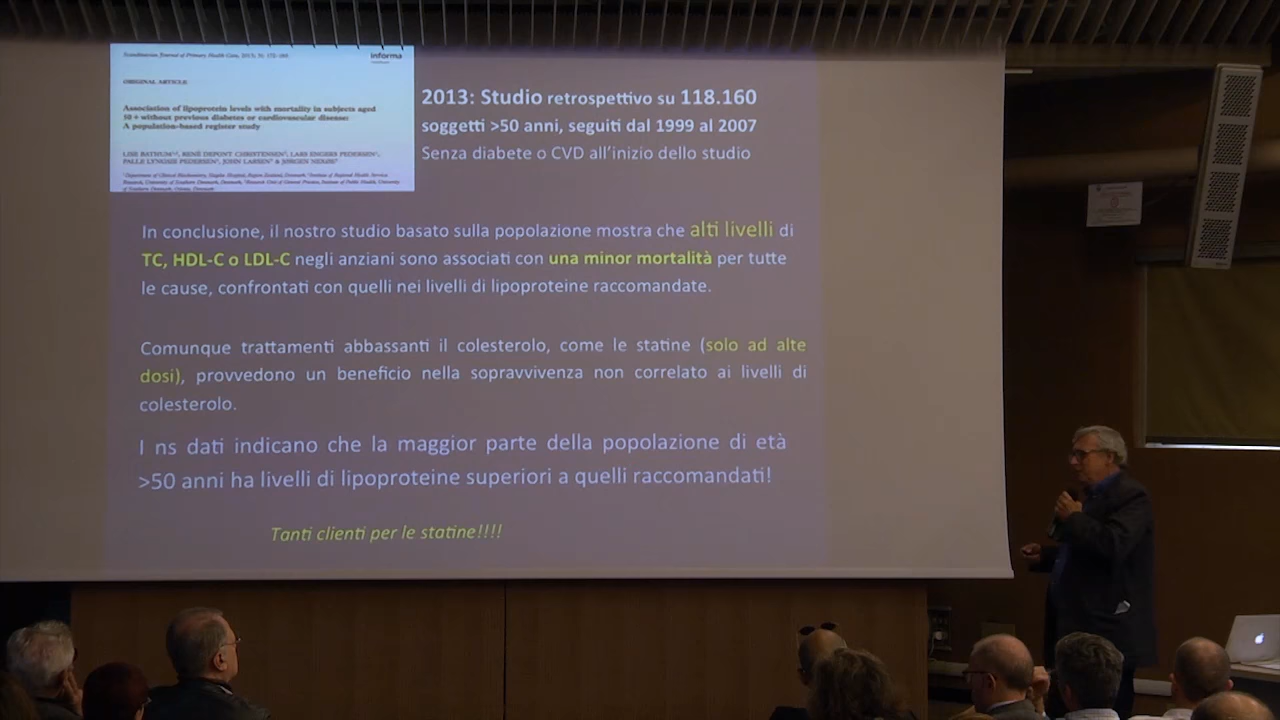 Scandinavian Journal of Primary Health Care, 2013; 31: 172–180
informa
ORIGINAL ARTICLE
Association of lipoprotein levels with mortality in subjects aged
50 + without previous diabetes or cardiovascular disease:
A population-based register study
LISE BATHUM, RENÉ DEPONT CHRISTENSEN, LARS ENGERS PEDERSEN,
PALLE LYNGSIE PEDERSEN, JOHN LARSEN & JØRGEN NEXØE
2013: Studio retrospettivo su 118.160
soggetti >50 anni, seguiti dal 1999 al 2007
Senza diabete o CVD all'inizio dello studio
In conclusione, il nostro studio basato sulla popolazione mostra che alti livelli di
TC, HDL-C o LDL-C negli anziani sono associati con una minor mortalità per tutte
le cause, confrontati con quelli nei livelli di lipoproteine raccomandate.
Comunque trattamenti abbassanti il colesterolo, come le statine (solo ad alte
dosi), provvedono un beneficio nella sopravvivenza non correlato ai livelli di
colesterolo.
I ns dati indicano che la maggior parte della popolazione di età
>50 anni ha livelli di lipoproteine superiori a quelli raccomandati!
Tanti clienti per le statine!!!!